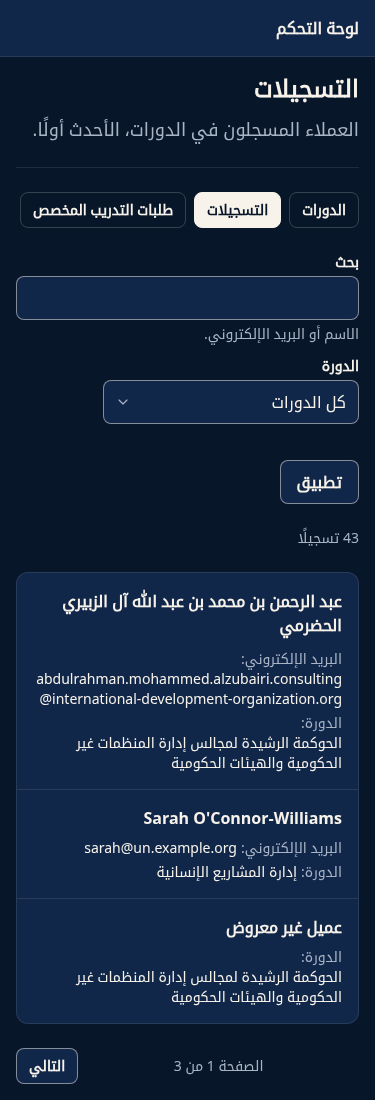 لوحة التحكم
التسجيلات
العملاء المسجلون في الدورات، الأحدث أولًا.
الدورات
التسجيلات
طلبات التدريب المخصص
بحث
الاسم أو البريد الإلكتروني.
الدورة
كل الدورات
تطبيق
43 تسجيلًا
عبد الرحمن بن محمد بن عبد الله آل الزبيري
الحضرمي
البريد الإلكتروني:
abdulrahman.mohammed.alzubairi.consulting
@international-development-organization.org
الدورة:
الحوكمة الرشيدة لمجالس إدارة المنظمات غير
الحكومية والهيئات الحكومية
Sarah O'Connor-Williams
البريد الإلكتروني: sarah@un.example.org
الدورة: إدارة المشاريع الإنسانية
عميل غير معروض
الدورة:
الحوكمة الرشيدة لمجالس إدارة المنظمات غير
الحكومية والهيئات الحكومية
الصفحة 1 من 3
التالي